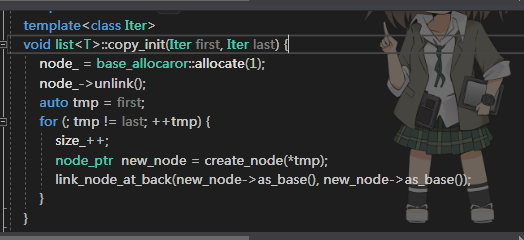 template<class Iter>
void list<T>::copy_init(Iter first, Iter last) {
node_ = base_allocaror::allocate(1);
node_->unlink();
auto tmp = first;
for (; tmp != last; ++tmp) {
size_++;
node_ptr new_node = create_node(*tmp);
link_node_at_back(new_node->as_base(), new_node->as_base());
}
}